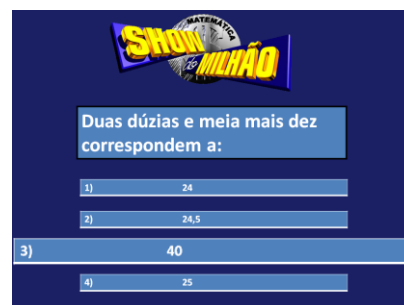 MATEMÁTICA
SHOW
do
MILHÃO
Duas dúzias e meia mais dez
correspondem a:
1) 24
2) 24,5
3) 40
4) 25